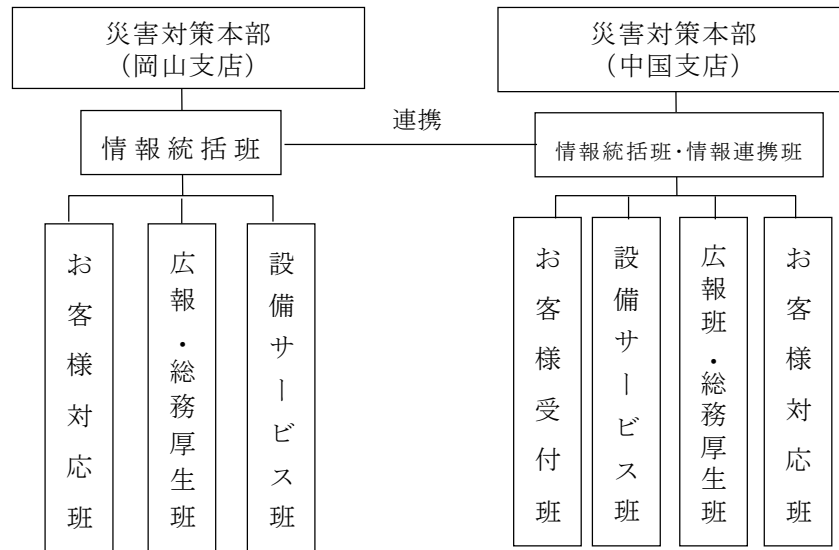 災害対策本部
（岡山支店）
情報統括班
お客様対応班
広報・総務厚生班
設備サービス班
連携
災害対策本部
（中国支店）
情報統括班・情報連携班
お客様受付班
設備サービス班
広報班・総務厚生班
お客様対応班